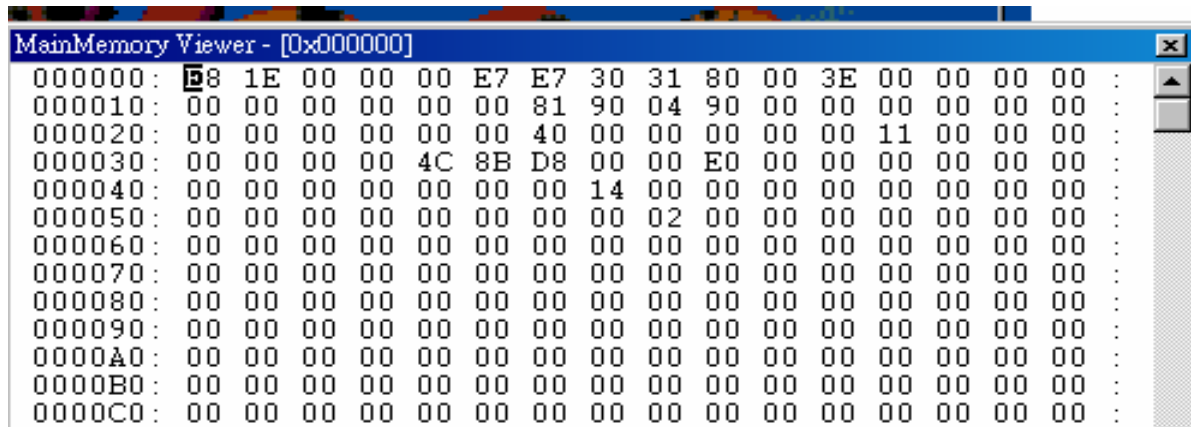 MainMemory Viewer - [0x000000]
000000: E8 1E 00 00 00 E7 E7 30 31 80 00 3E 00 00 00 00 :
000010: 00 00 00 00 00 00 81 90 04 90 00 00 00 00 00 00 :
000020: 00 00 00 00 00 00 40 00 00 00 00 00 11 00 00 00 :
000030: 00 00 00 00 4C 8B D8 00 00 E0 00 00 00 00 00 00 :
000040: 00 00 00 00 00 00 00 14 00 00 00 00 00 00 00 00 :
000050: 00 00 00 00 00 00 00 00 02 00 00 00 00 00 00 00 :
000060: 00 00 00 00 00 00 00 00 00 00 00 00 00 00 00 00 :
000070: 00 00 00 00 00 00 00 00 00 00 00 00 00 00 00 00 :
000080: 00 00 00 00 00 00 00 00 00 00 00 00 00 00 00 00 :
000090: 00 00 00 00 00 00 00 00 00 00 00 00 00 00 00 00 :
0000A0: 00 00 00 00 00 00 00 00 00 00 00 00 00 00 00 00 :
0000B0: 00 00 00 00 00 00 00 00 00 00 00 00 00 00 00 00 :
0000C0: 00 00 00 00 00 00 00 00 00 00 00 00 00 00 00 00 :